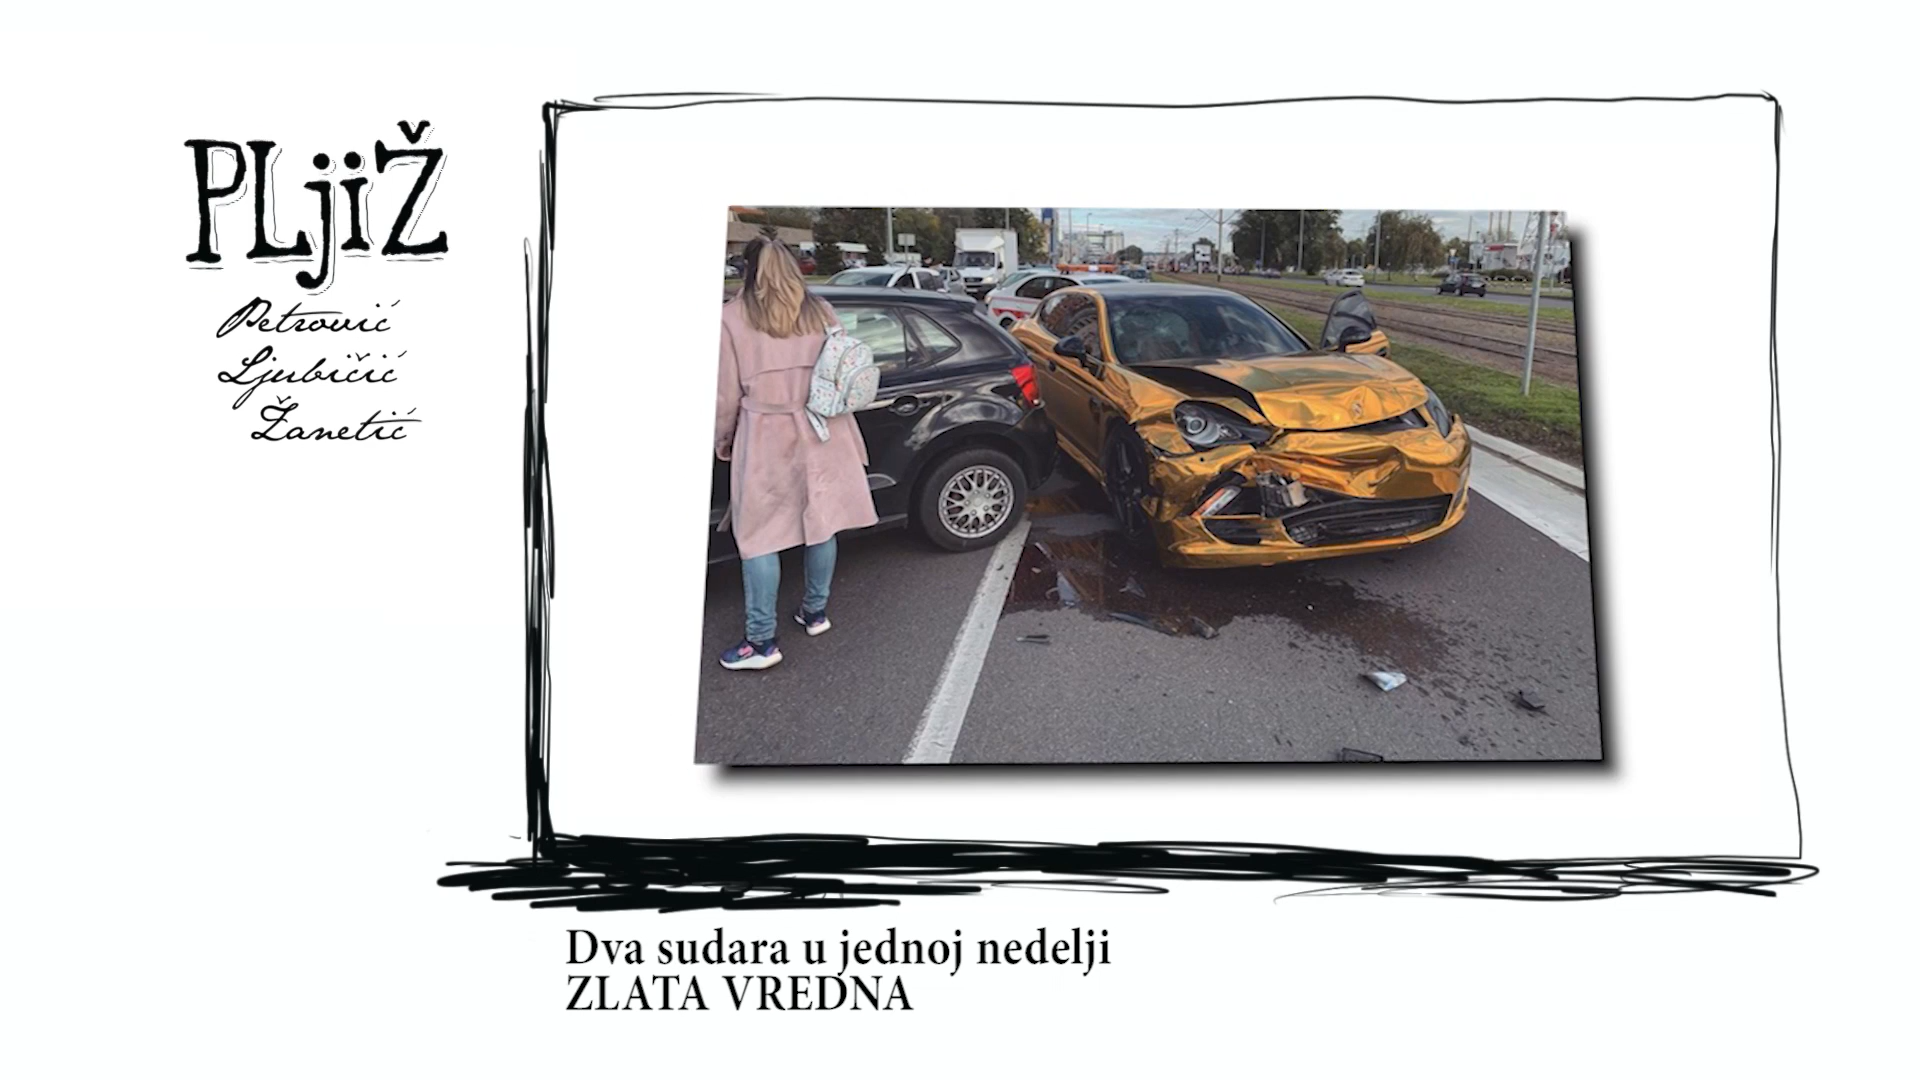 PLjiŽ
Petrović
Ljubičić
Žanetić
Dva sudara u jednoj nedelji
ZLATA VREDNA